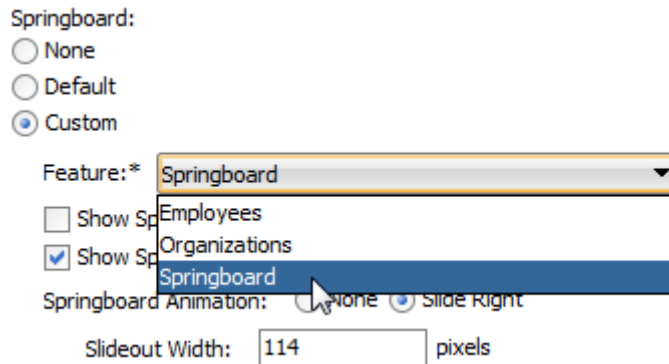 Springboard:
None
Default
Custom
Feature:* Springboard
Employees
Show Sp
Organizations
Show Sp
Springboard
Springboard Animation: None Slide Right
Slideout Width: 114 pixels